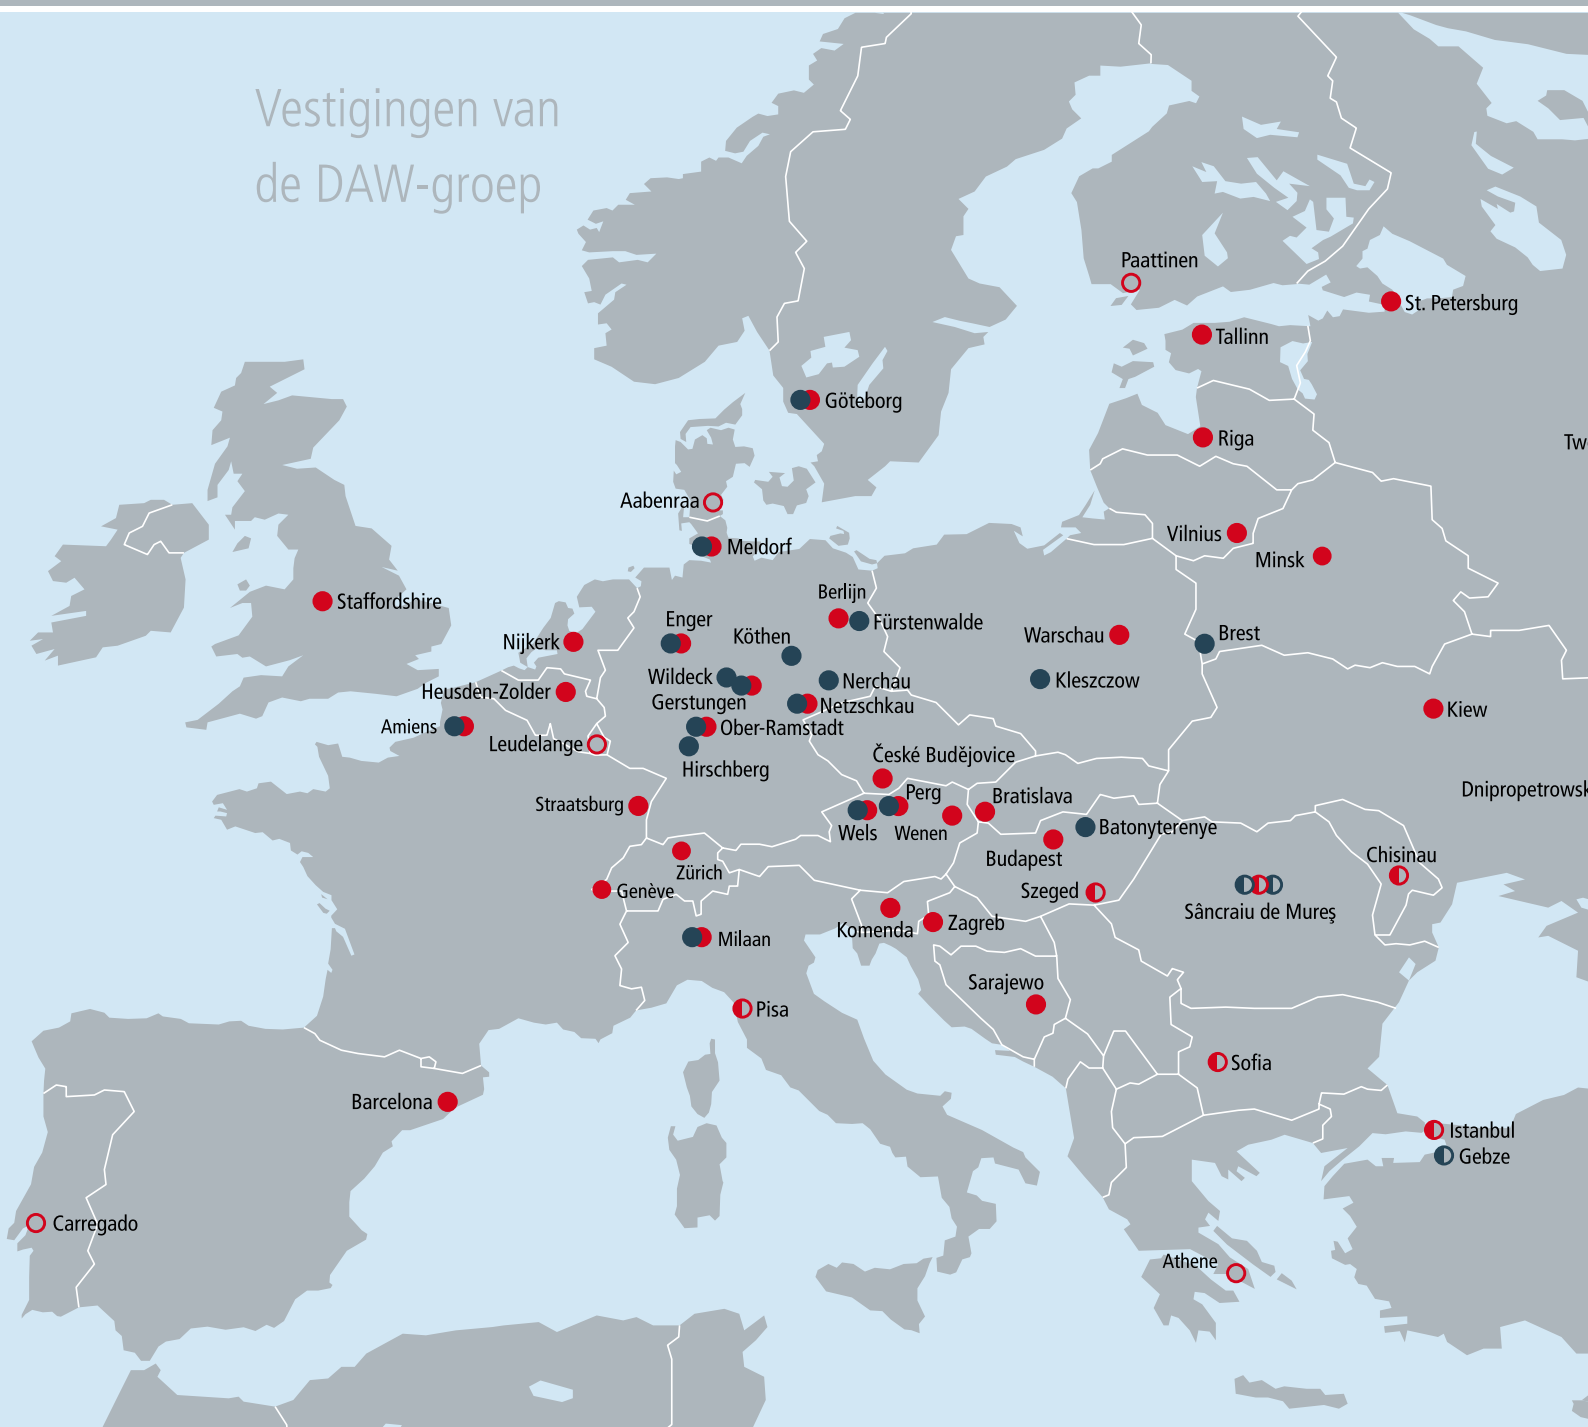 Vestigingen van
de DAW-groep
Paattinen
St. Petersburg
Tallinn
Göteborg
Riga
Tw
Aabenraa
Vilnius
Meldorf
Minsk
Berlijn
Staffordshire
Enger
Fürstenwalde
Nijkerk
Köthen
Warschau
Brest
Wildeck
Nerchau
Kleszczow
Heusden-Zolder
Gerstungen
Netzschkau
Kiew
Amiens
Ober-Ramstadt
Leudelange
České Budějovice
Hirschberg
Dnipropetrowsk
Straatsburg
Perg
Bratislava
Wels
Wenen
Batonyterenye
Budapest
Chisinau
Zürich
Genève
Szeged
Sâncraiu de Mureş
Komenda
Zagreb
Milaan
Sarajewo
Pisa
Sofia
Barcelona
Istanbul
Gebze
Carregado
Athene